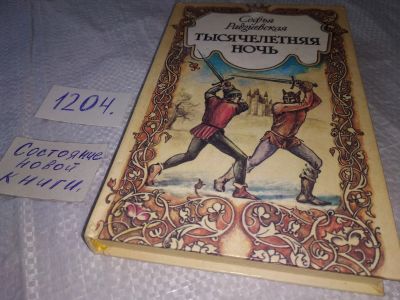 Софья
Радзиевская
ТЫСЯЧЕЛЕТНЯЯ
НОЧЬ
1204.
Состояние
новой
книги.